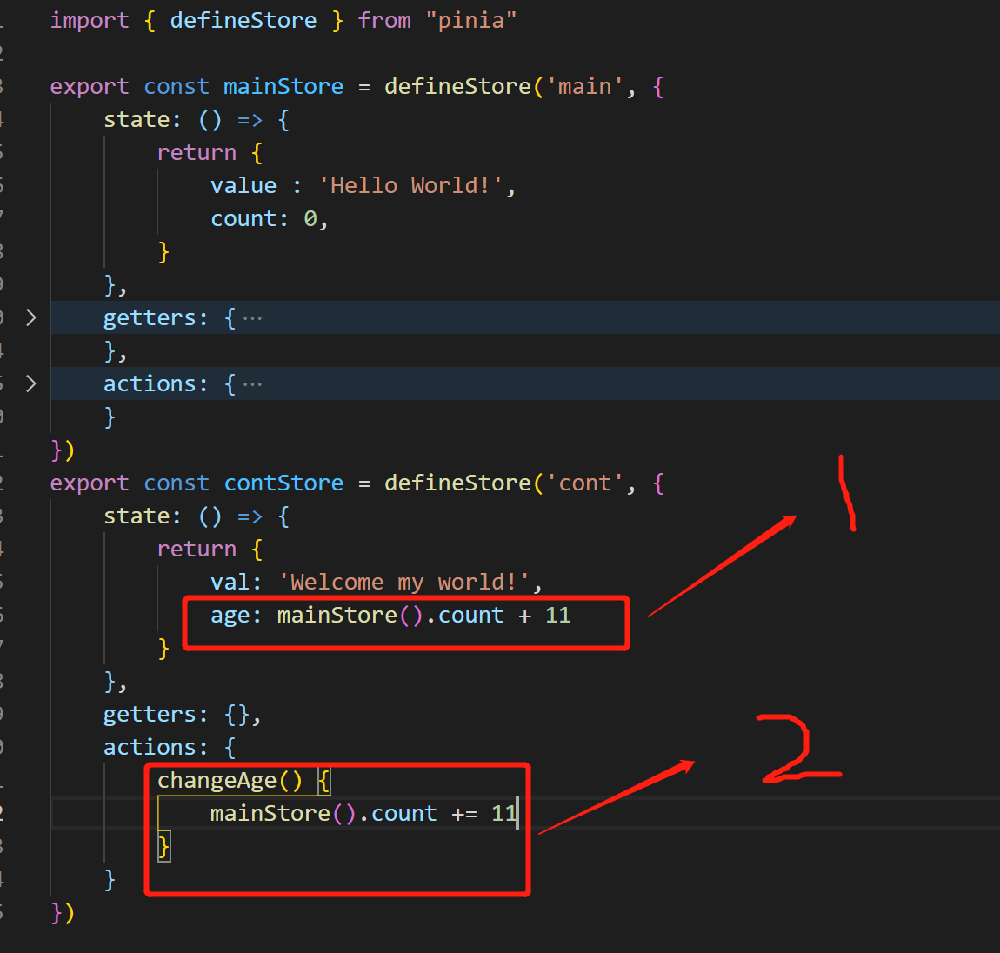 import { defineStore } from "pinia"
export const mainStore = defineStore('main', {
state: () => {
return {
value : 'Hello World!',
count: 0,
}
},
getters: {···
},
actions: {···
}
})
export const contStore = defineStore('cont', {
state: () => {
return {
val: 'Welcome my world!',
age: mainStore().count + 11
}
},
getters: {},
actions: {
changeAge() {
mainStore().count += 11
}
}
})
1
2